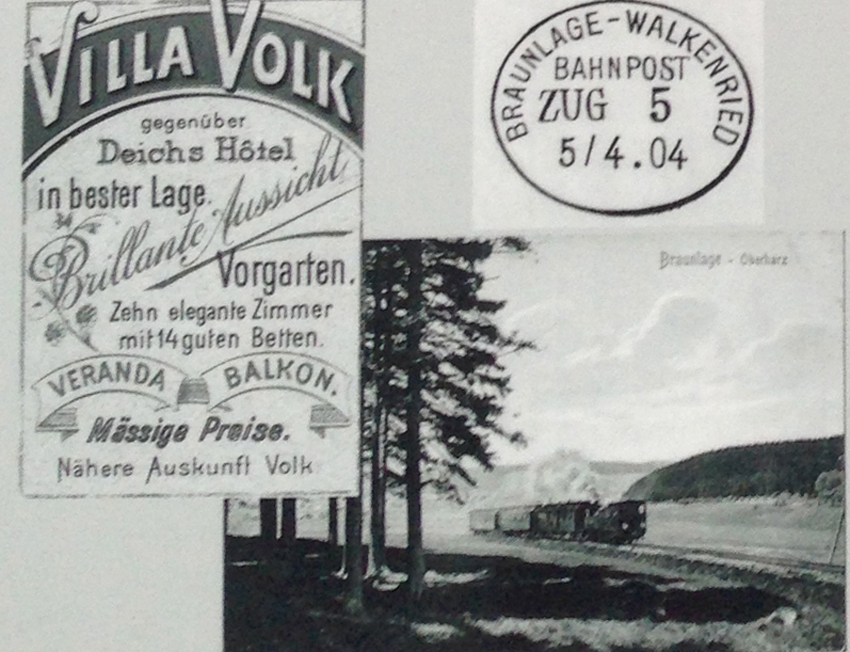 VILLA VOLK
gegenüber
Deichs Hôtel
in bester Lage.
Brillante Aussicht
Vorgarten.
Zehn elegante Zimmer
mit 14 guten Betten.
VERANDA BALKON.
Mässige Preise.
Nähere Auskunft Volk
BRAUNLAGE-WALKENRIED
BAHNPOST
ZUG 5
5/4.04
Braunlage - Oberharz